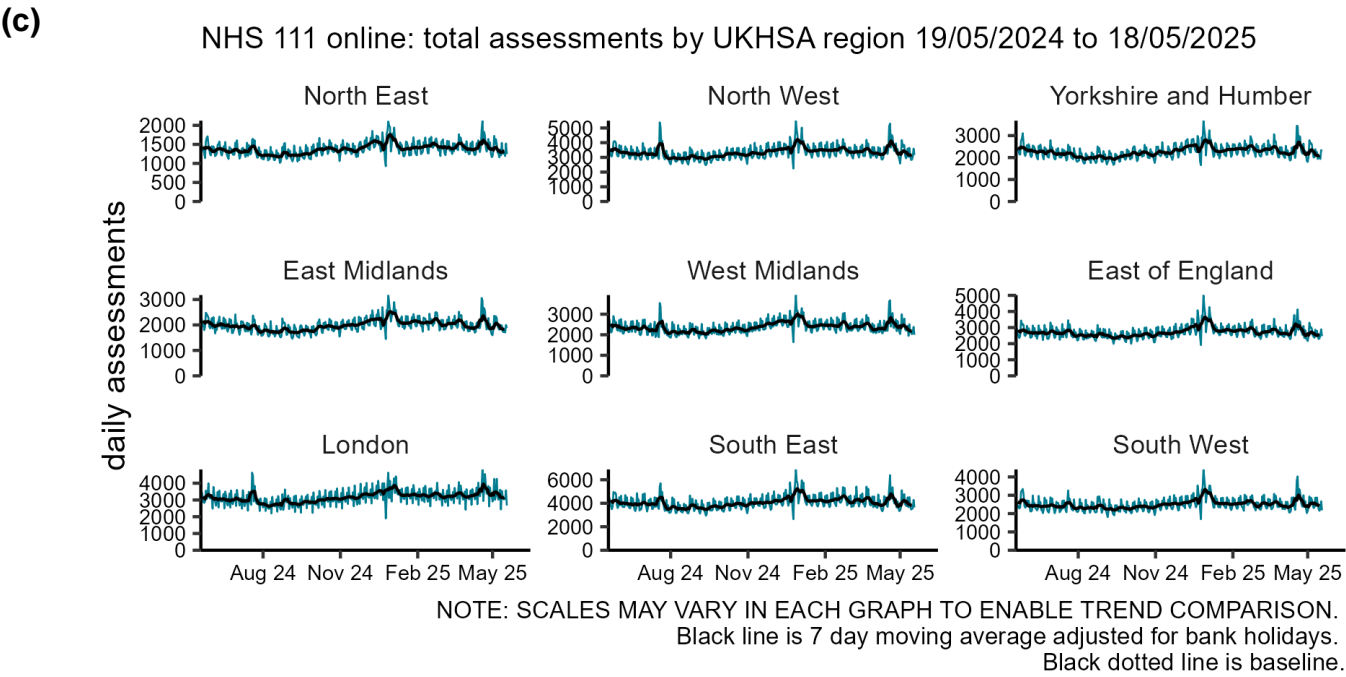 (c)
NHS 111 online: total assessments by UKHSA region 19/05/2024 to 18/05/2025
daily assessments
North East
2000
1500
1000
500
0
North West
5000
4000
3000
2000
1000
0
Yorkshire and Humber
3000
2000
1000
0
East Midlands
3000
2000
1000
0
West Midlands
3000
2000
1000
0
East of England
5000
4000
3000
2000
1000
0
London
4000
3000
2000
1000
0
Aug 24 Nov 24 Feb 25 May 25
South East
6000
4000
2000
0
Aug 24 Nov 24 Feb 25 May 25
South West
4000
3000
2000
1000
0
Aug 24 Nov 24 Feb 25 May 25
NOTE: SCALES MAY VARY IN EACH GRAPH TO ENABLE TREND COMPARISON.
Black line is 7 day moving average adjusted for bank holidays.
Black dotted line is baseline.